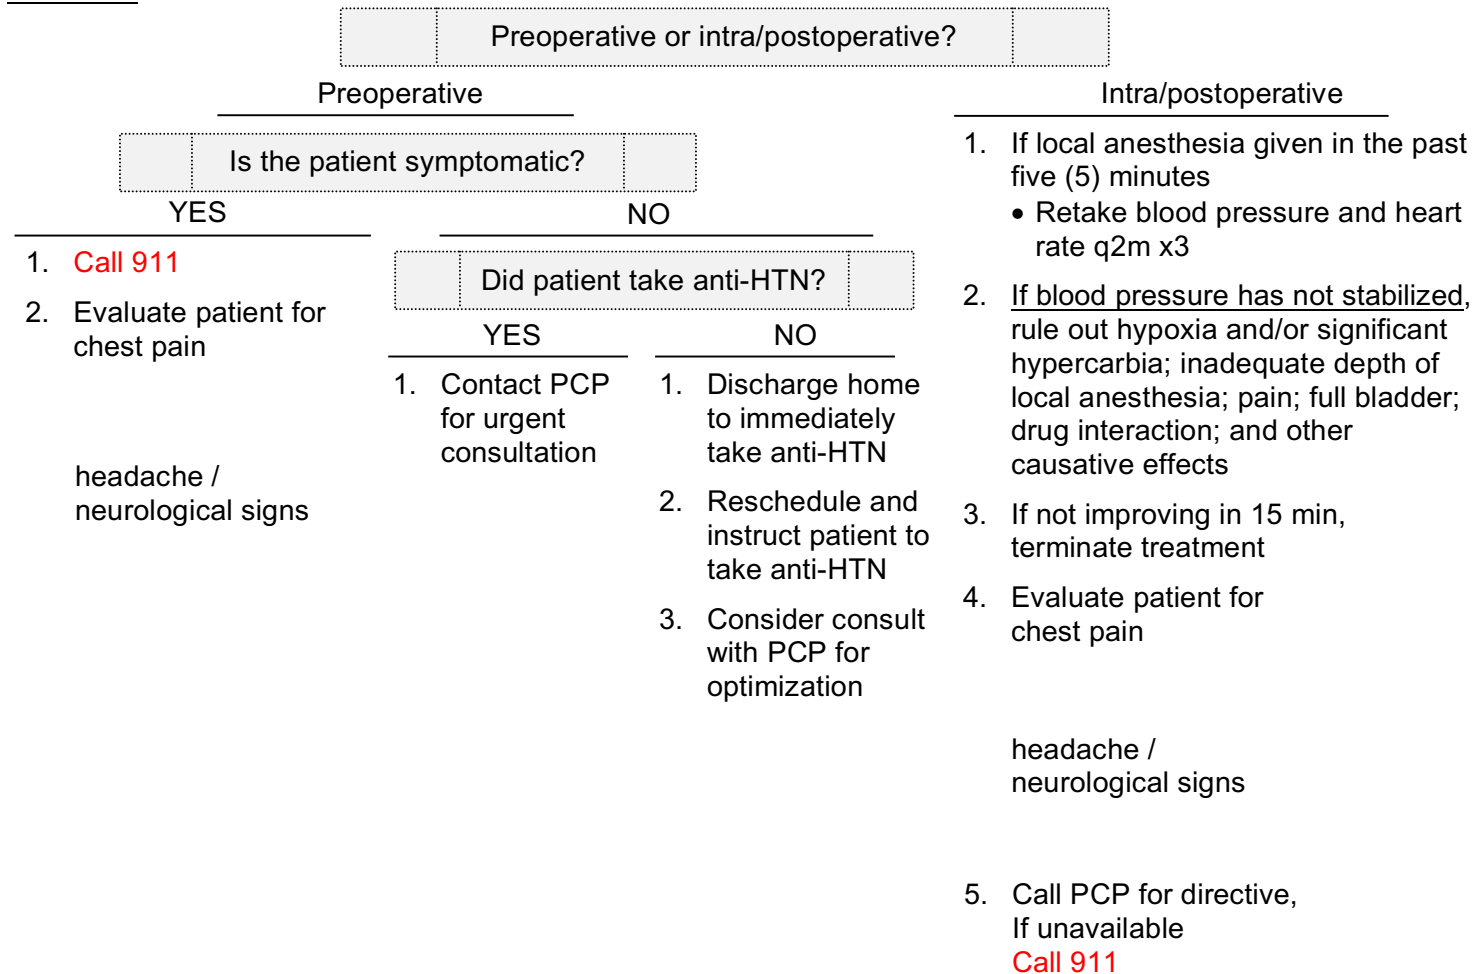 Preoperative or intra/postoperative?
Preoperative
Is the patient symptomatic?
YES
1. Call 911
2. Evaluate patient for
chest pain
headache /
neurological signs
NO
Did patient take anti-HTN?
YES
1. Contact PCP
for urgent
consultation
NO
1. Discharge home
to immediately
take anti-HTN
2. Reschedule and
instruct patient to
take anti-HTN
3. Consider consult
with PCP for
optimization
Intra/postoperative
1. If local anesthesia given in the past
five (5) minutes
• Retake blood pressure and heart
rate q2m x3
2. If blood pressure has not stabilized,
rule out hypoxia and/or significant
hypercarbia; inadequate depth of
local anesthesia; pain; full bladder;
drug interaction; and other
causative effects
3. If not improving in 15 min,
terminate treatment
4. Evaluate patient for
chest pain
headache /
neurological signs
5. Call PCP for directive,
If unavailable
Call 911